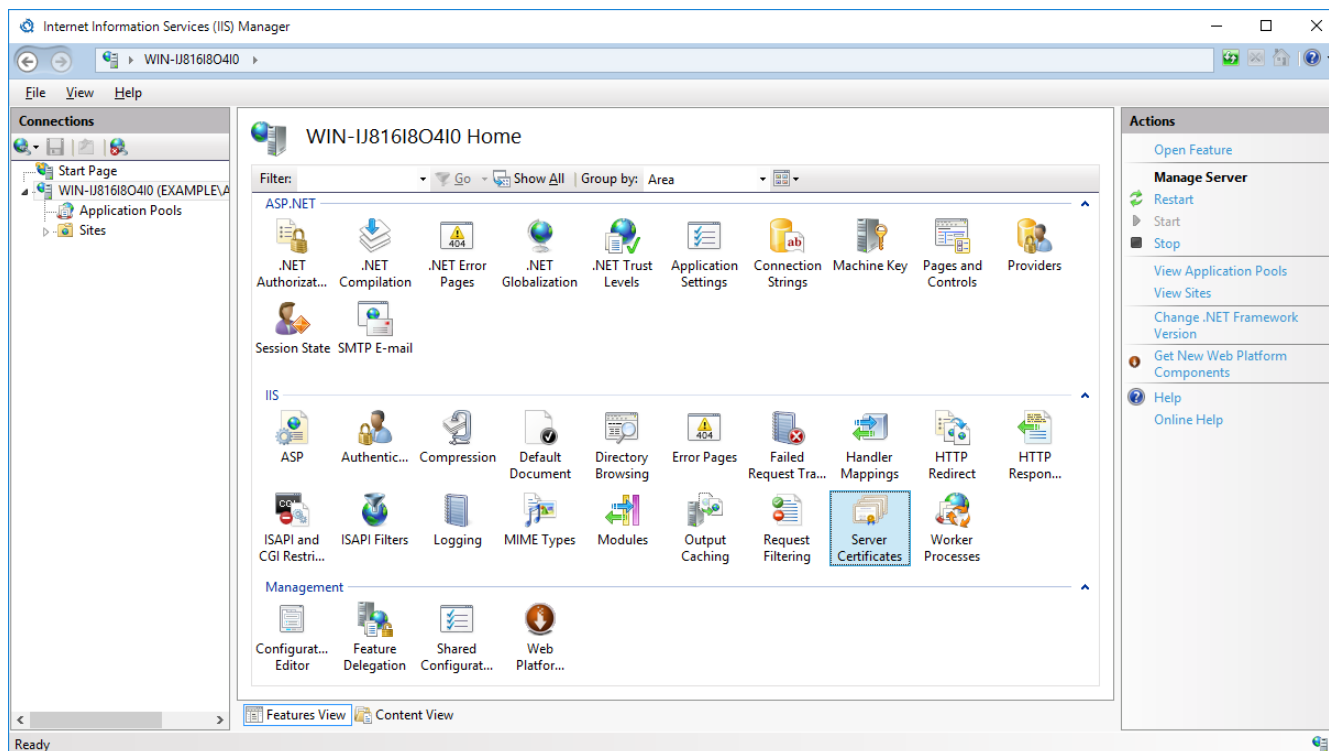 Internet Information Services (IIS) Manager
WIN-IJ816I8O4I0
File View Help
Connections
Start Page
WIN-IJ816I8O4I0 (EXAMPLE\A
Application Pools
Sites
WIN-IJ816I8O4I0 Home
Filter: Go Show All Group by: Area
ASP.NET
.NET Authorizat...
.NET Compilation
.NET Error Pages
.NET Globalization
.NET Trust Levels
Application Settings
Connection Strings
Machine Key
Pages and Controls
Providers
Session State
SMTP E-mail
IIS
ASP
Authentic...
Compression
Default Document
Directory Browsing
Error Pages
Failed Request Tra...
Handler Mappings
HTTP Redirect
HTTP Respon...
ISAPI and CGI Restri...
ISAPI Filters
Logging
MIME Types
Modules
Output Caching
Request Filtering
Server Certificates
Worker Processes
Management
Configurat... Editor
Feature Delegation
Shared Configurat...
Web Platfor...
Features View
Content View
Actions
Open Feature
Manage Server
Restart
Start
Stop
View Application Pools
View Sites
Change .NET Framework
Version
Get New Web Platform
Components
Help
Online Help
Ready